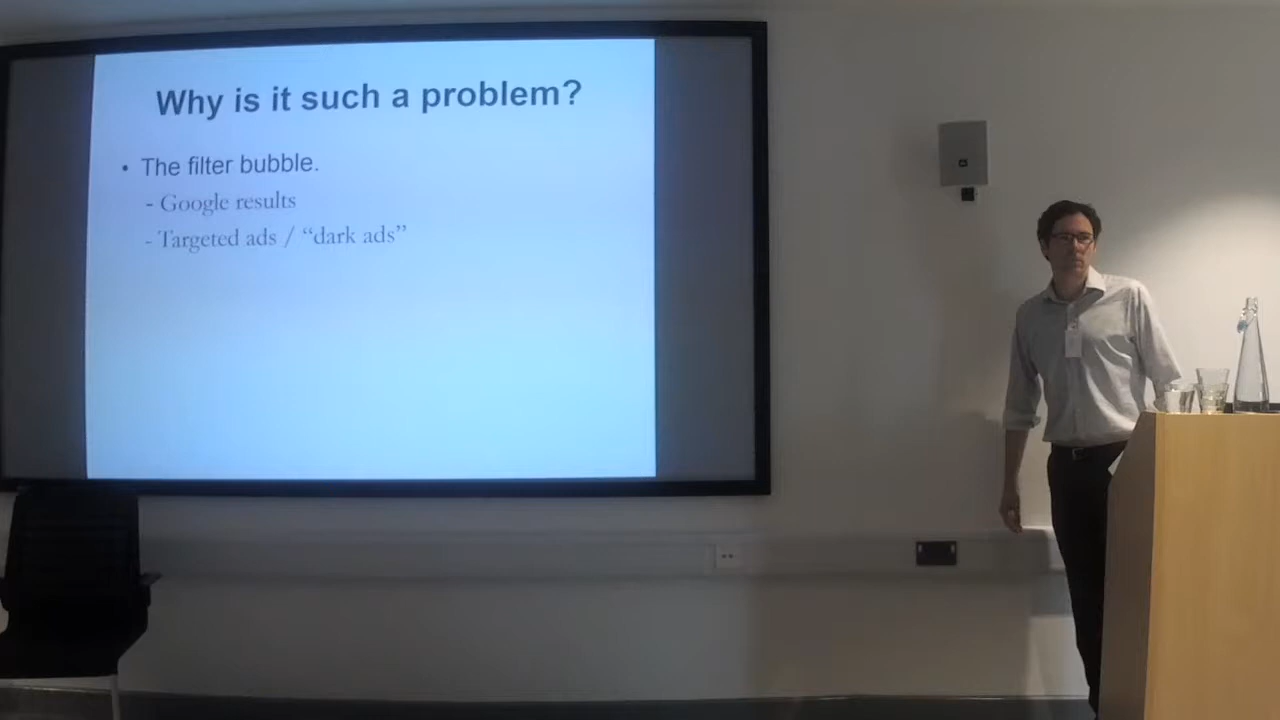 Why is it such a problem?
• The filter bubble.
- Google results
- Targeted ads / “dark ads”